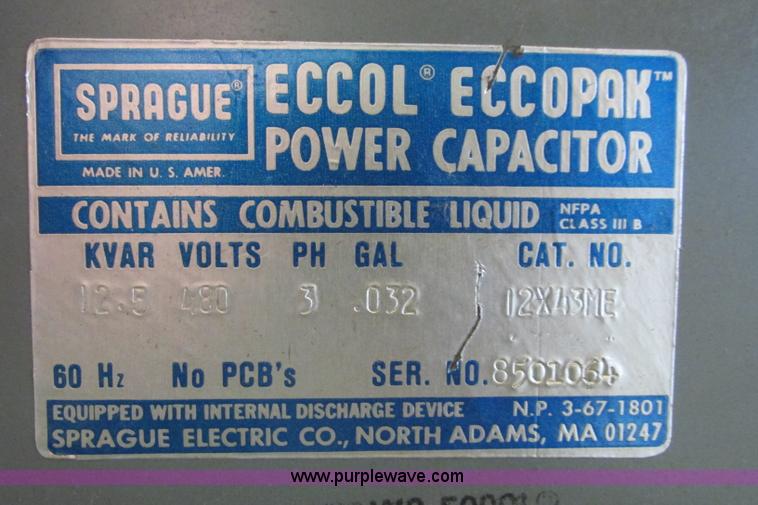 SPRAGUE®
THE MARK OF RELIABILITY
MADE IN U. S. AMER.
ECCOL® ECCOPAK™
POWER CAPACITOR
CONTAINS COMBUSTIBLE LIQUID NFPA CLASS III B
KVAR VOLTS PH GAL CAT. NO.
12.5 480 3 .032 12X43ME
60 Hz No PCB's SER. NO. 8501064
EQUIPPED WITH INTERNAL DISCHARGE DEVICE N.P. 3-67-1801
SPRAGUE ELECTRIC CO., NORTH ADAMS, MA 01247
www.purplewave.com